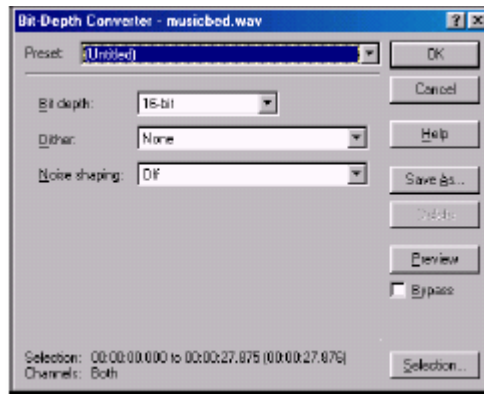 Bit-Depth Converter - musicbed.wav
Preset: (Untitled)
OK
Cancel
Bit depth: 16-bit
Dither: None
Help
Noise shaping: Off
Save As...
Delete
Preview
Bypass
Selection: 00:00:00.000 to 00:00:27.875 (00:00:27.876)
Channels: Both
Selection...